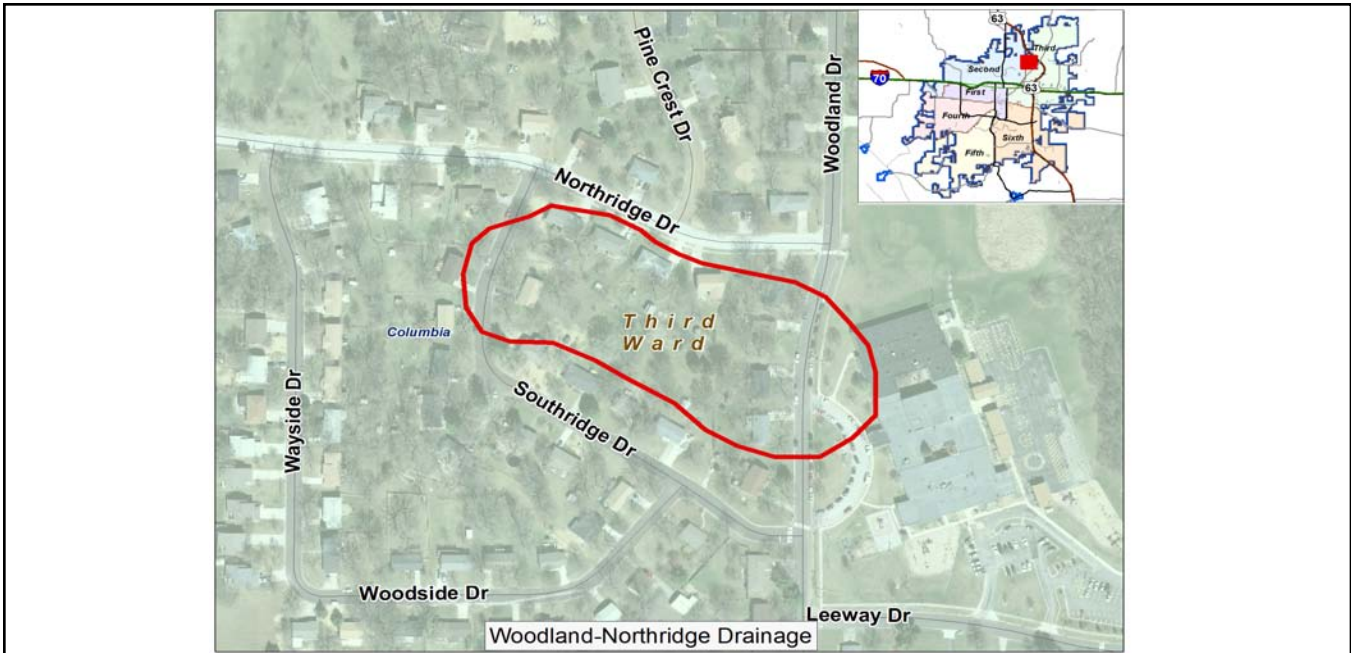 63
Third
Second
70
63
First
Fourth
Sixth
Fifth
Pine Crest Dr
Woodland Dr
Northridge Dr
Third
Ward
Columbia
Wayside Dr
Southridge Dr
Woodside Dr
Leeway Dr
Woodland-Northridge Drainage